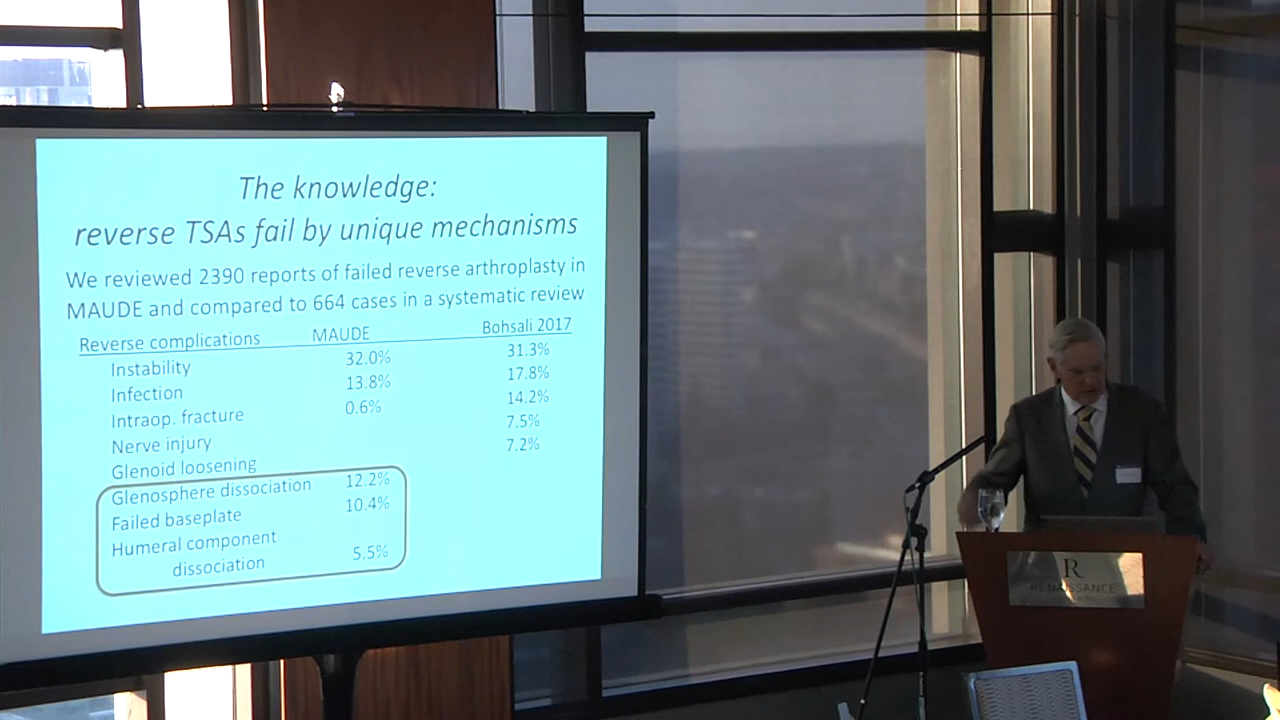 The knowledge:
reverse TSAs fail by unique mechanisms
We reviewed 2390 reports of failed reverse arthroplasty in
MAUDE and compared to 664 cases in a systematic review
Reverse complications MAUDE Bohsali 2017
Instability 32.0% 31.3%
Infection 13.8% 17.8%
Intraop. fracture 0.6% 14.2%
Nerve injury 7.5%
Glenoid loosening 7.2%
Glenosphere dissociation 12.2%
Failed baseplate 10.4%
Humeral component
dissociation 5.5%
R
RENAISSANCE